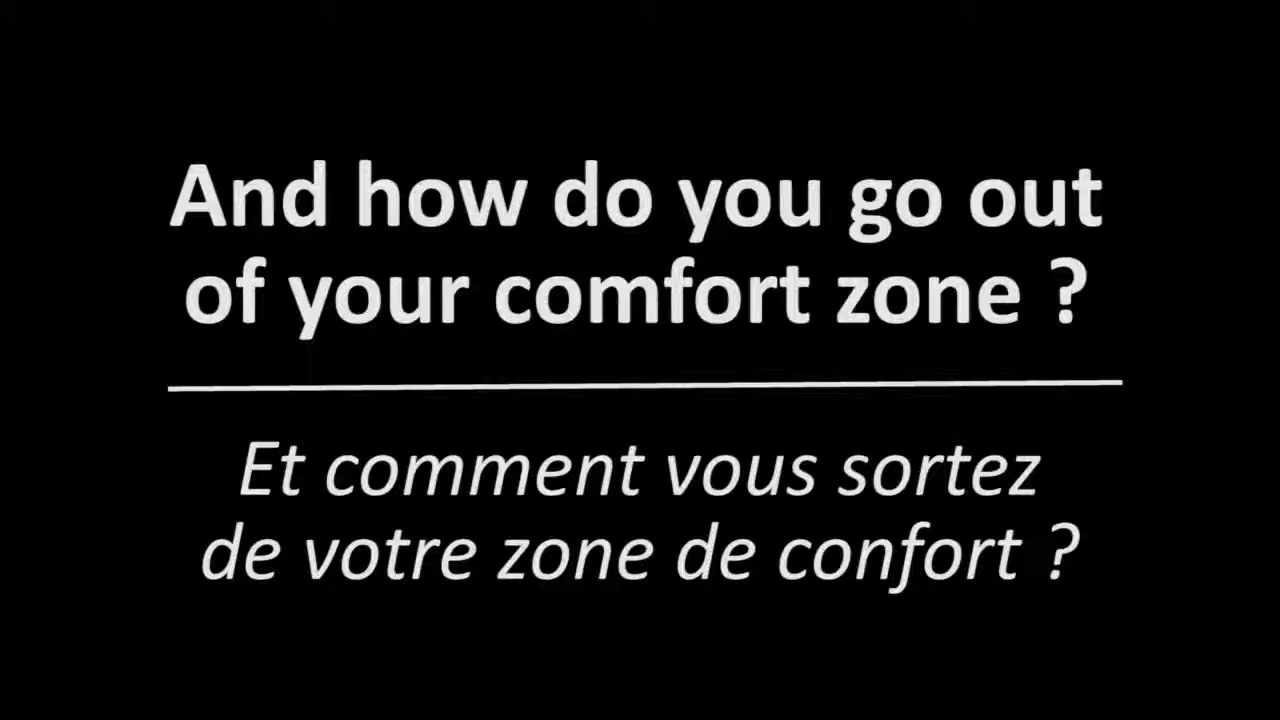 And how do you go out
of your comfort zone ?
Et comment vous sortez
de votre zone de confort ?